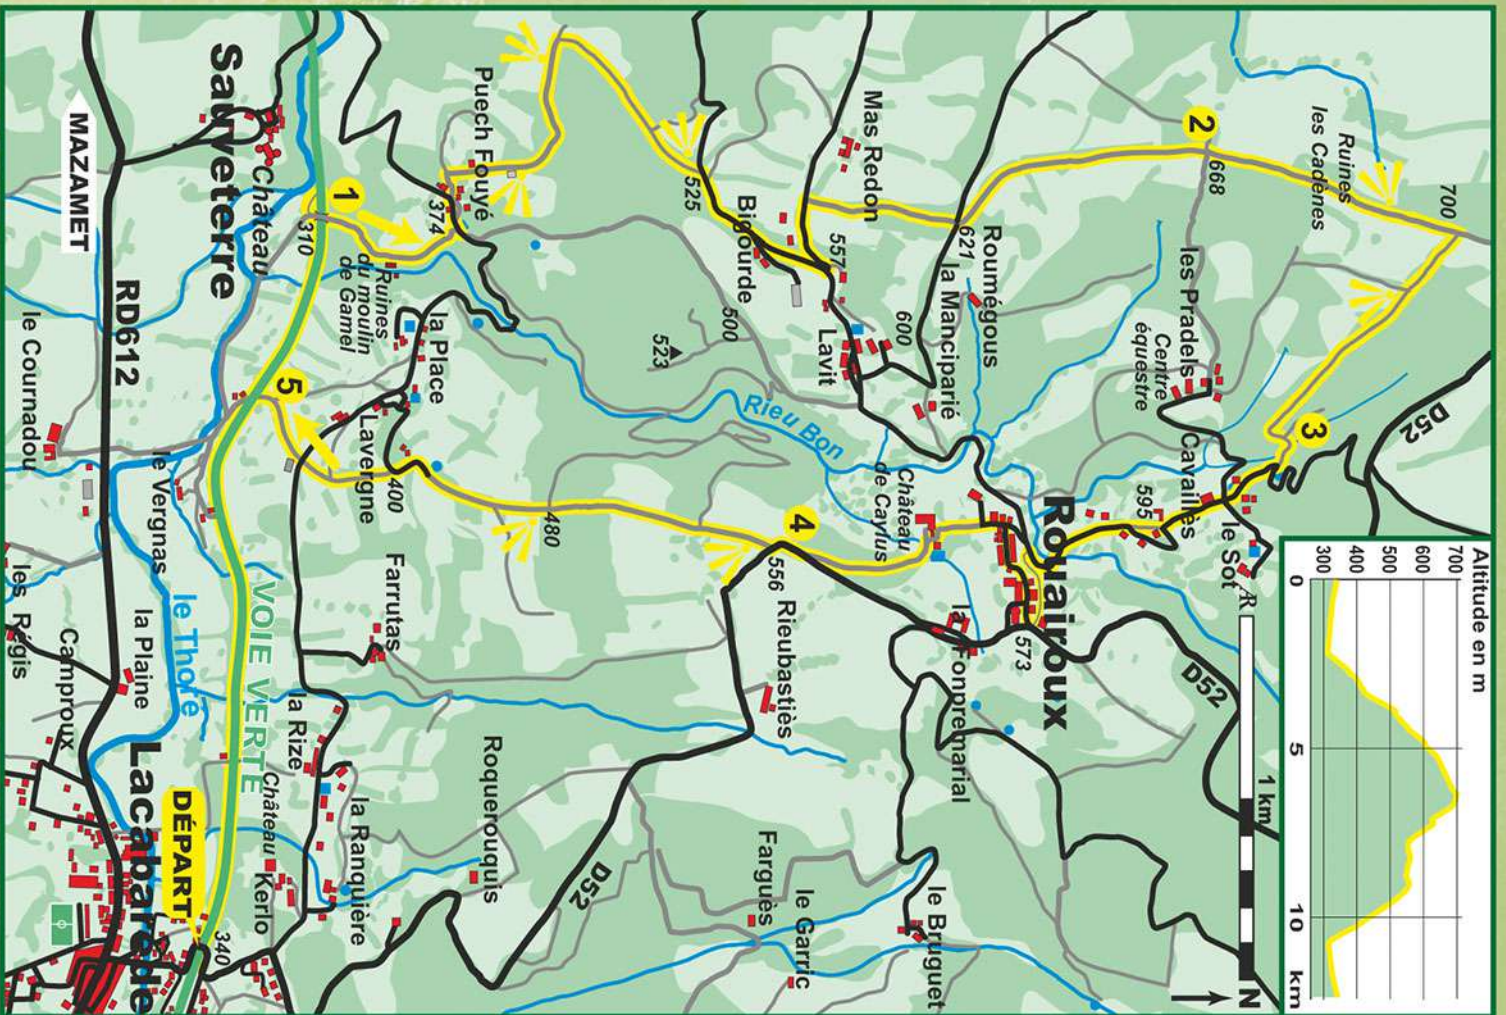 Altitude en m
700
600
500
400
300
0
5
10
km
D52
700
Ruines
les Cadènes
2
668
3
les Pradels
Centre
équestre
Cavaillès
le Sot
R
1 km
N
D52
595
Rouairoux
573
la Fonpremarial
le Bruguet
Roumégous
621
la Manciparié
600
Mas Redon
557
Lavit
Bigourde
525
500
523
Rieu Bon
Château
de Caylus
4
556
Rieubastiès
Farguès
le Garric
D52
Puech Fouyé
374
480
Roquerouquis
la Place
Ruines
du moulin
de Gamel
1
310
400
Lavergne
5
Farrutas
la Rize
la Ranquière
Château
Kerlo
VOIE VERTE
DÉPART
340
Sauveterre
Château
le Vergnas
le Thoré
la Plaine
Lacabarède
RD612
MAZAMET
le Cournadou
les Régis
Camproux